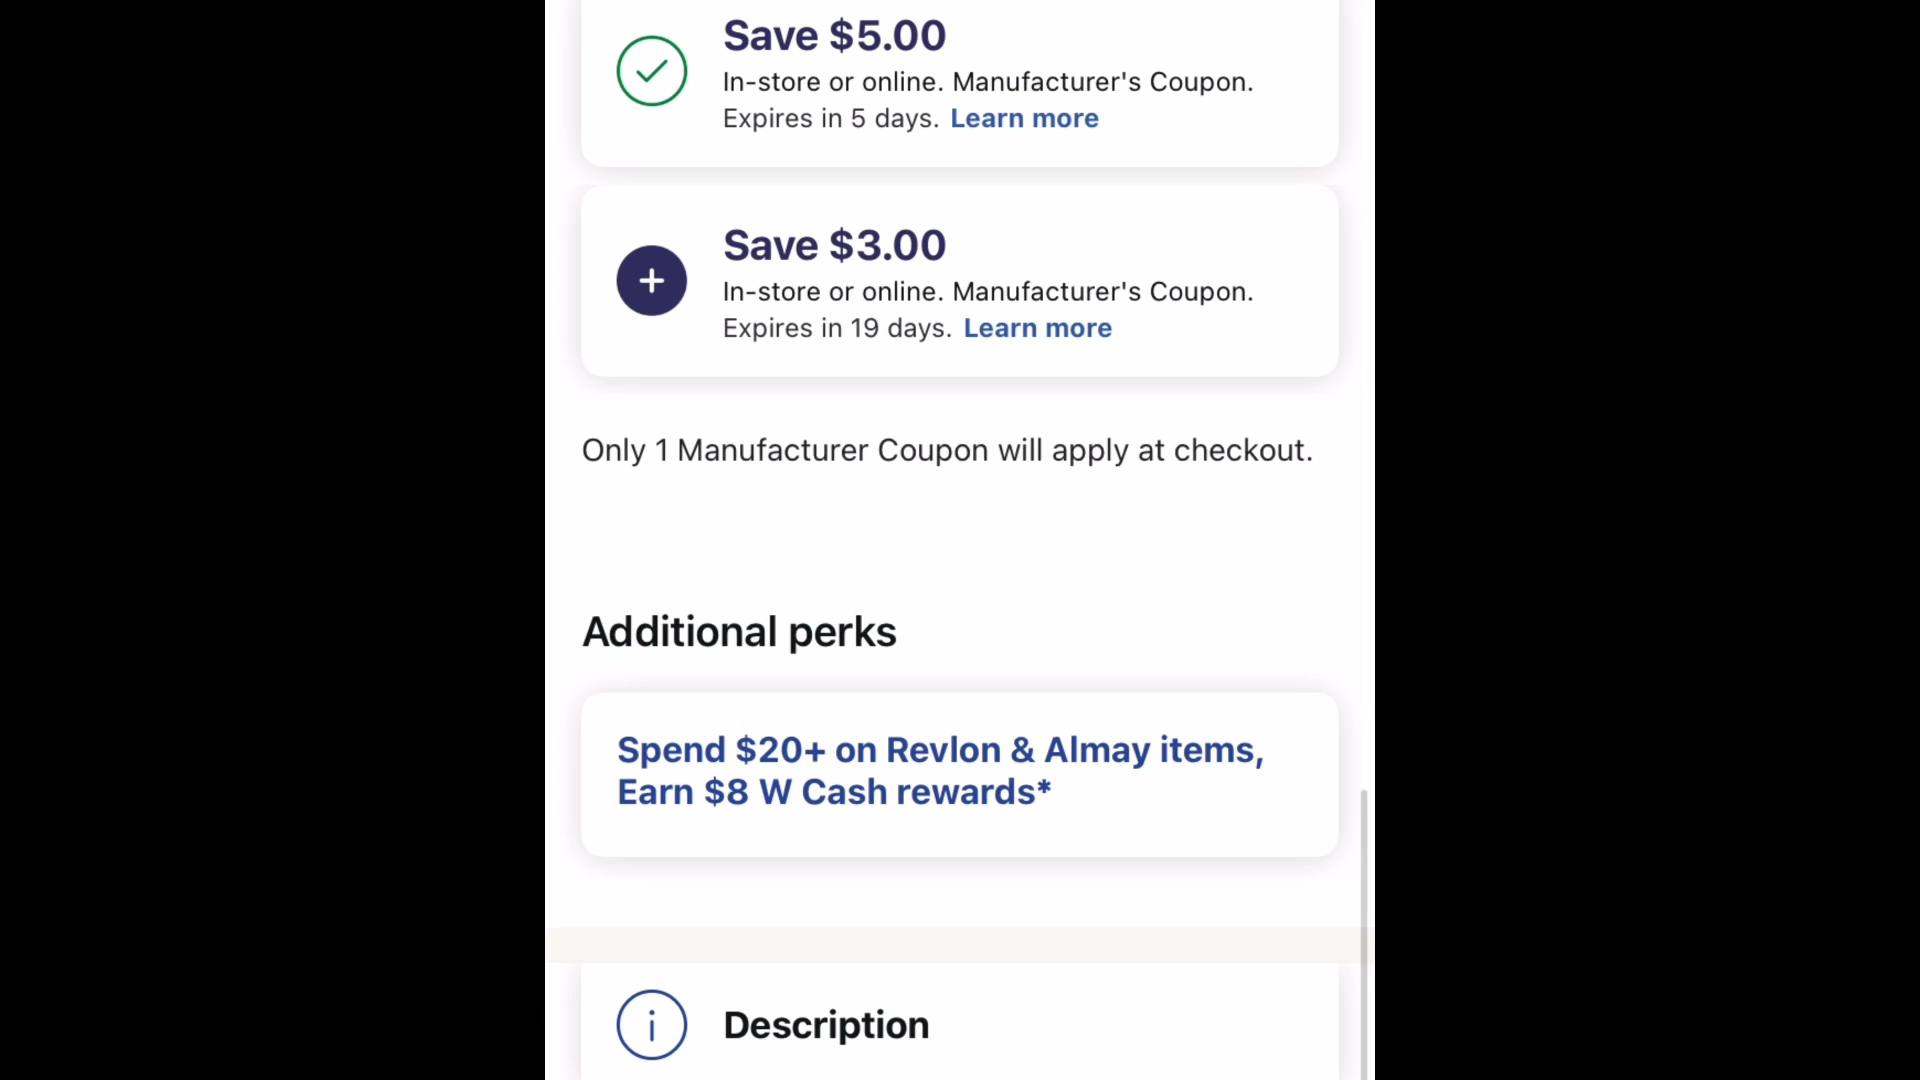 Save $5.00
In-store or online. Manufacturer's Coupon.
Expires in 5 days. Learn more
Save $3.00
In-store or online. Manufacturer's Coupon.
Expires in 19 days. Learn more
Only 1 Manufacturer Coupon will apply at checkout.
Additional perks
Spend $20+ on Revlon & Almay items,
Earn $8 W Cash rewards*
Description